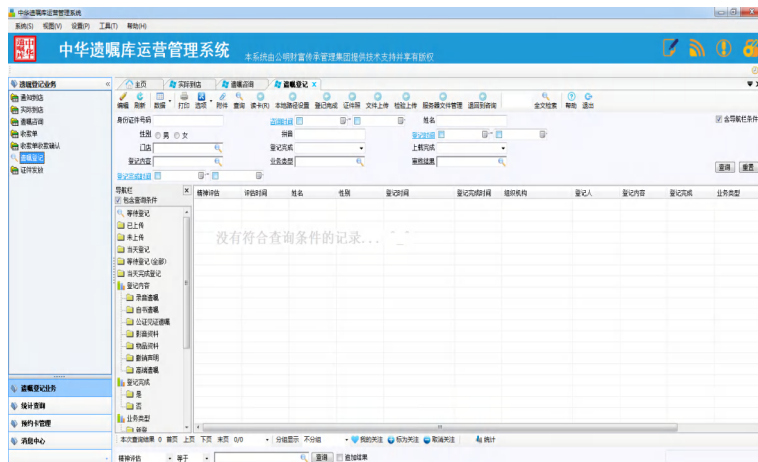 中华遗嘱库运营管理系统
系统(S) 视图(V) 设置(P) 工具(T) 帮助(H)
中华遗嘱库运营管理系统 本系统由公明财富传承管理集团提供技术支持并享有版权
遗嘱登记业务 主页 实际到店 遗嘱咨询 遗嘱登记
通知到店
实际到店
遗嘱咨询
收款单
收款单收款确认
遗嘱登记
证件发放
编辑 刷新 数据 打印 选项 附件 查询 读卡(R) 本地路径设置 登记完成 证件照 文件上传 检验上传 服务器文件管理 退回到咨询 全文检索 帮助 退出
身份证件号码 咨询时间 姓名 含导航栏条件
性别 男 女 拼音 登记时间
门店 登记完成 上载完成
登记内容 业务类型 审核结果 查询 重置
登记完成时间
导航栏
包含查询条件
精神评估 评估时间 姓名 性别 登记时间 登记完成时间 组织机构 登记人 登记内容 登记完成 业务类型
没有符合查询条件的记录... ^_^
等待登记
已上传
未上传
当天登记
等待登记(全部)
当天完成登记
登记内容
录音遗嘱
自书遗嘱
公证见证遗嘱
影音资料
物品资料
撤销声明
高端遗嘱
登记完成
是
否
业务类型
遗嘱登记业务
统计查询
预约卡管理
消息中心
本次查询结果 0 首页 上页 下页 末页 0/0 分组显示 不分组 我的关注 标为关注 取消关注 统计
精神评估 等于 查询 追加结果